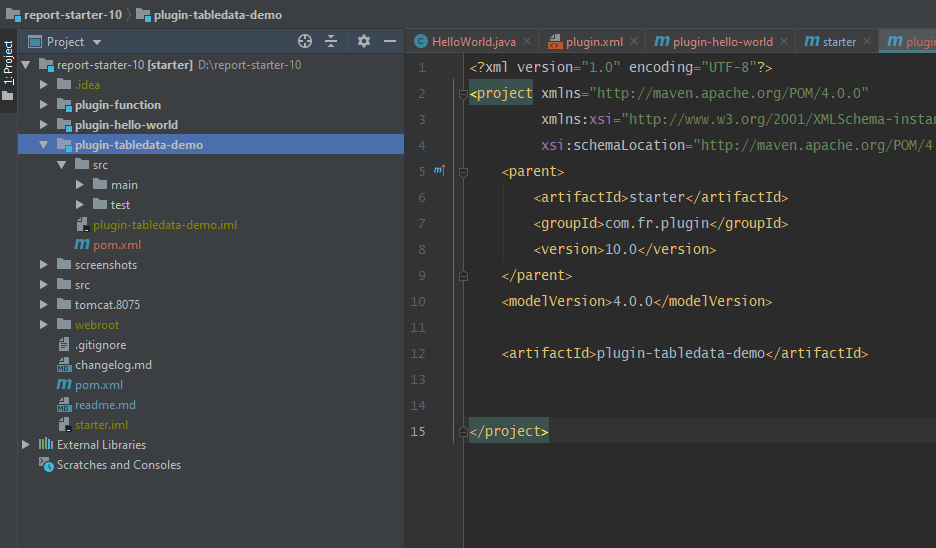 report-starter-10 plugin-tabledata-demo
1: Project
Project
HelloWorld.java plugin.xml plugin-hello-world starter plugin
report-starter-10 [starter] D:\report-starter-10
.idea
plugin-function
plugin-hello-world
plugin-tabledata-demo
src
main
test
plugin-tabledata-demo.iml
pom.xml
screenshots
src
tomcat.8075
webroot
.gitignore
changelog.md
pom.xml
readme.md
starter.iml
External Libraries
Scratches and Consoles
1 <?xml version="1.0" encoding="UTF-8"?>
2 <project xmlns="http://maven.apache.org/POM/4.0.0"
3 xmlns:xsi="http://www.w3.org/2001/XMLSchema-instan
4 xsi:schemaLocation="http://maven.apache.org/POM/4
5 <parent>
6 <artifactId>starter</artifactId>
7 <groupId>com.fr.plugin</groupId>
8 <version>10.0</version>
9 </parent>
10 <modelVersion>4.0.0</modelVersion>
11
12 <artifactId>plugin-tabledata-demo</artifactId>
13
14
15 </project>